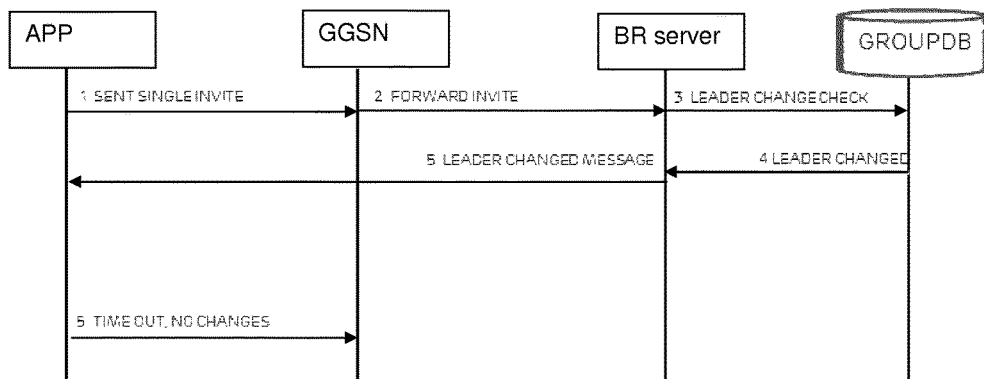 APP
GGSN
BR server
GROUPDB
1 SENT SINGLE INVITE
2 FORWARD INVITE
3 LEADER CHANGE CHECK
5 LEADER CHANGED MESSAGE
4 LEADER CHANGED
5 TIME OUT, NO CHANGES